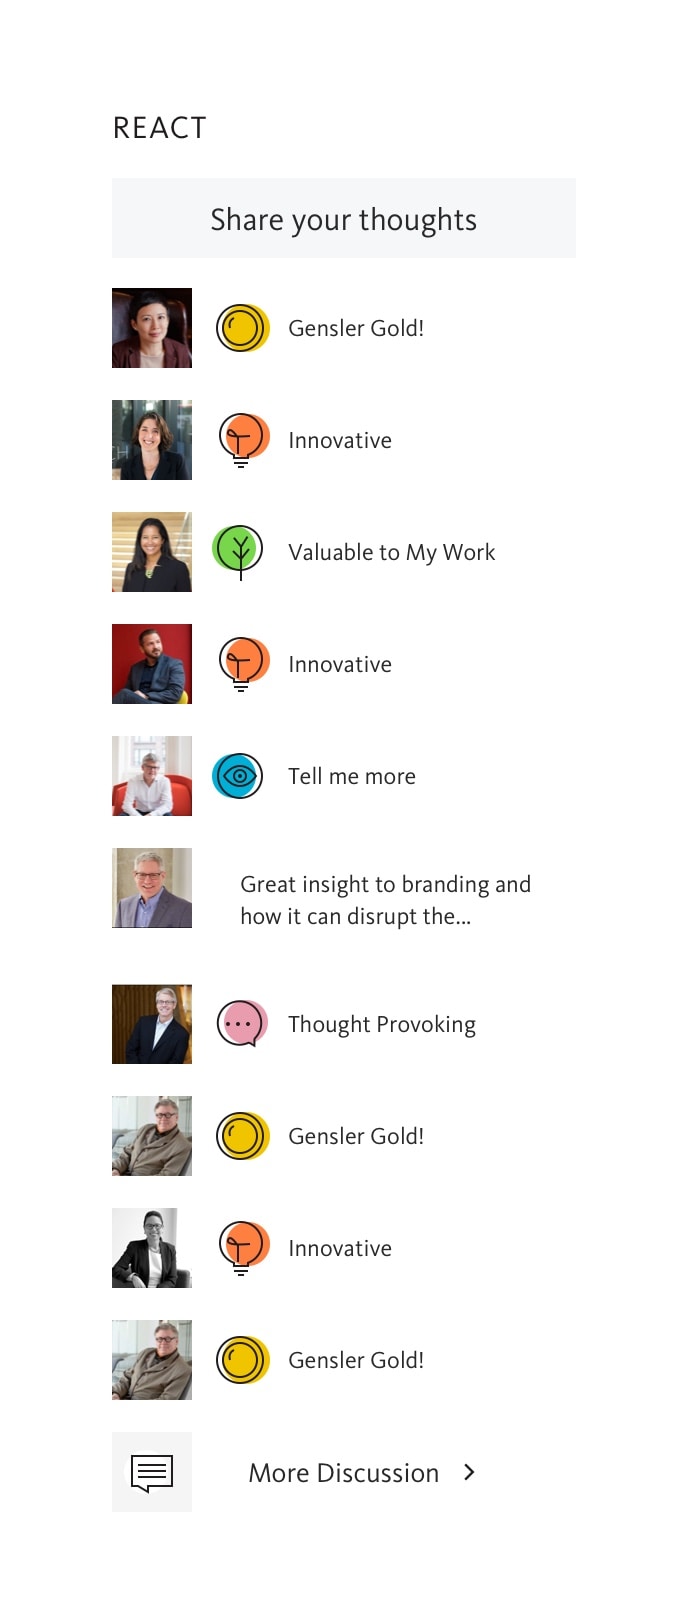 REACT
Share your thoughts
Gensler Gold!
Innovative
Valuable to My Work
Innovative
Tell me more
Great insight to branding and
how it can disrupt the...
Thought Provoking
Gensler Gold!
Innovative
Gensler Gold!
More Discussion